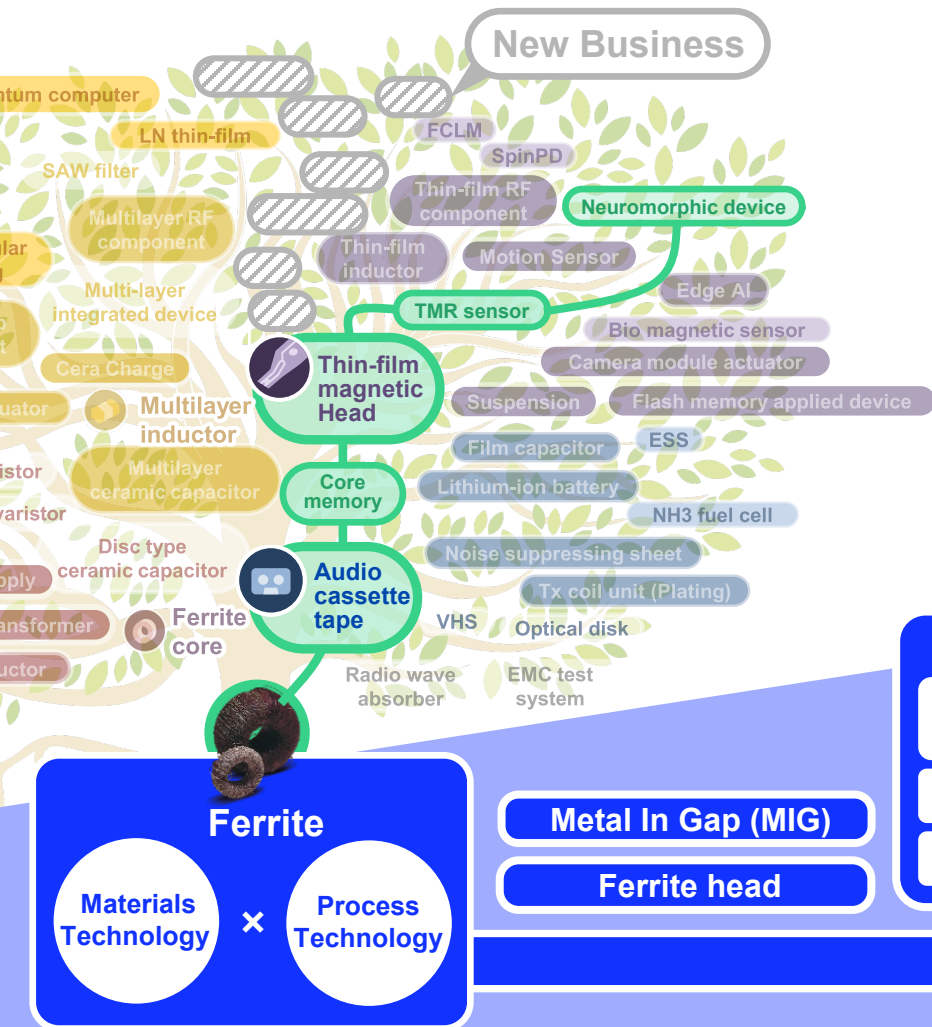 New Business
ntum computer
LN thin-film
FCLM
SpinPD
SAW filter
Thin-film RF
component
Neuromorphic device
Multilayer RF
component
Thin-film
inductor
Motion Sensor
lar
g
Multi-layer
integrated device
Edge AI
TMR sensor
Bio magnetic sensor
Camera module actuator
t
Cera Charge
Thin-film
magnetic
Head
Suspension
Flash memory applied device
uator
Multilayer
inductor
Film capacitor
ESS
istor
Multilayer
ceramic capacitor
Core
memory
Lithium-ion battery
varistor
NH3 fuel cell
Disc type
ceramic capacitor
Noise suppressing sheet
pply
Audio
cassette
tape
Tx coil unit (Plating)
ansformer
Ferrite
core
VHS
Optical disk
uctor
Radio wave
absorber
EMC test
system
Ferrite
Materials
Technology
×
Process
Technology
Metal In Gap (MIG)
Ferrite head